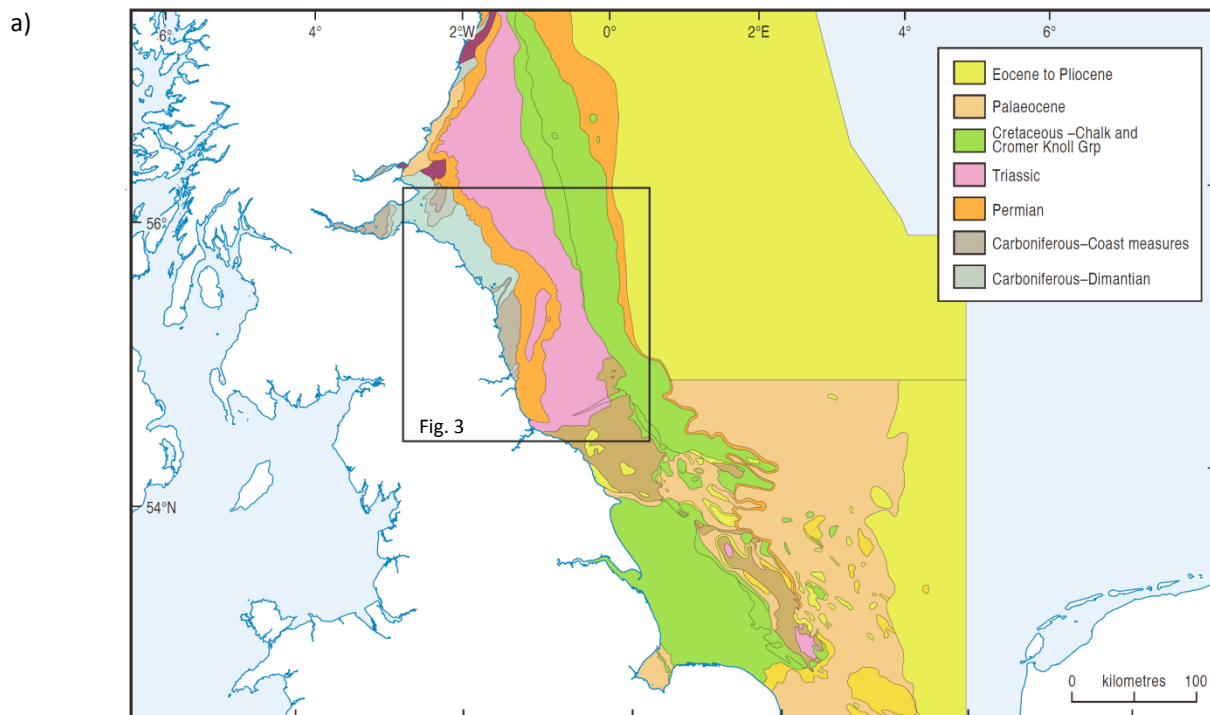 a)
6°
4°
2°W
0°
2°E
4°
6°
Eocene to Pliocene
Palaeocene
Cretaceous –Chalk and
Cromer Knoll Grp
Triassic
Permian
Carboniferous–Coast measures
Carboniferous–Dimantian
56°
Fig. 3
54°N
0 kilometres 100